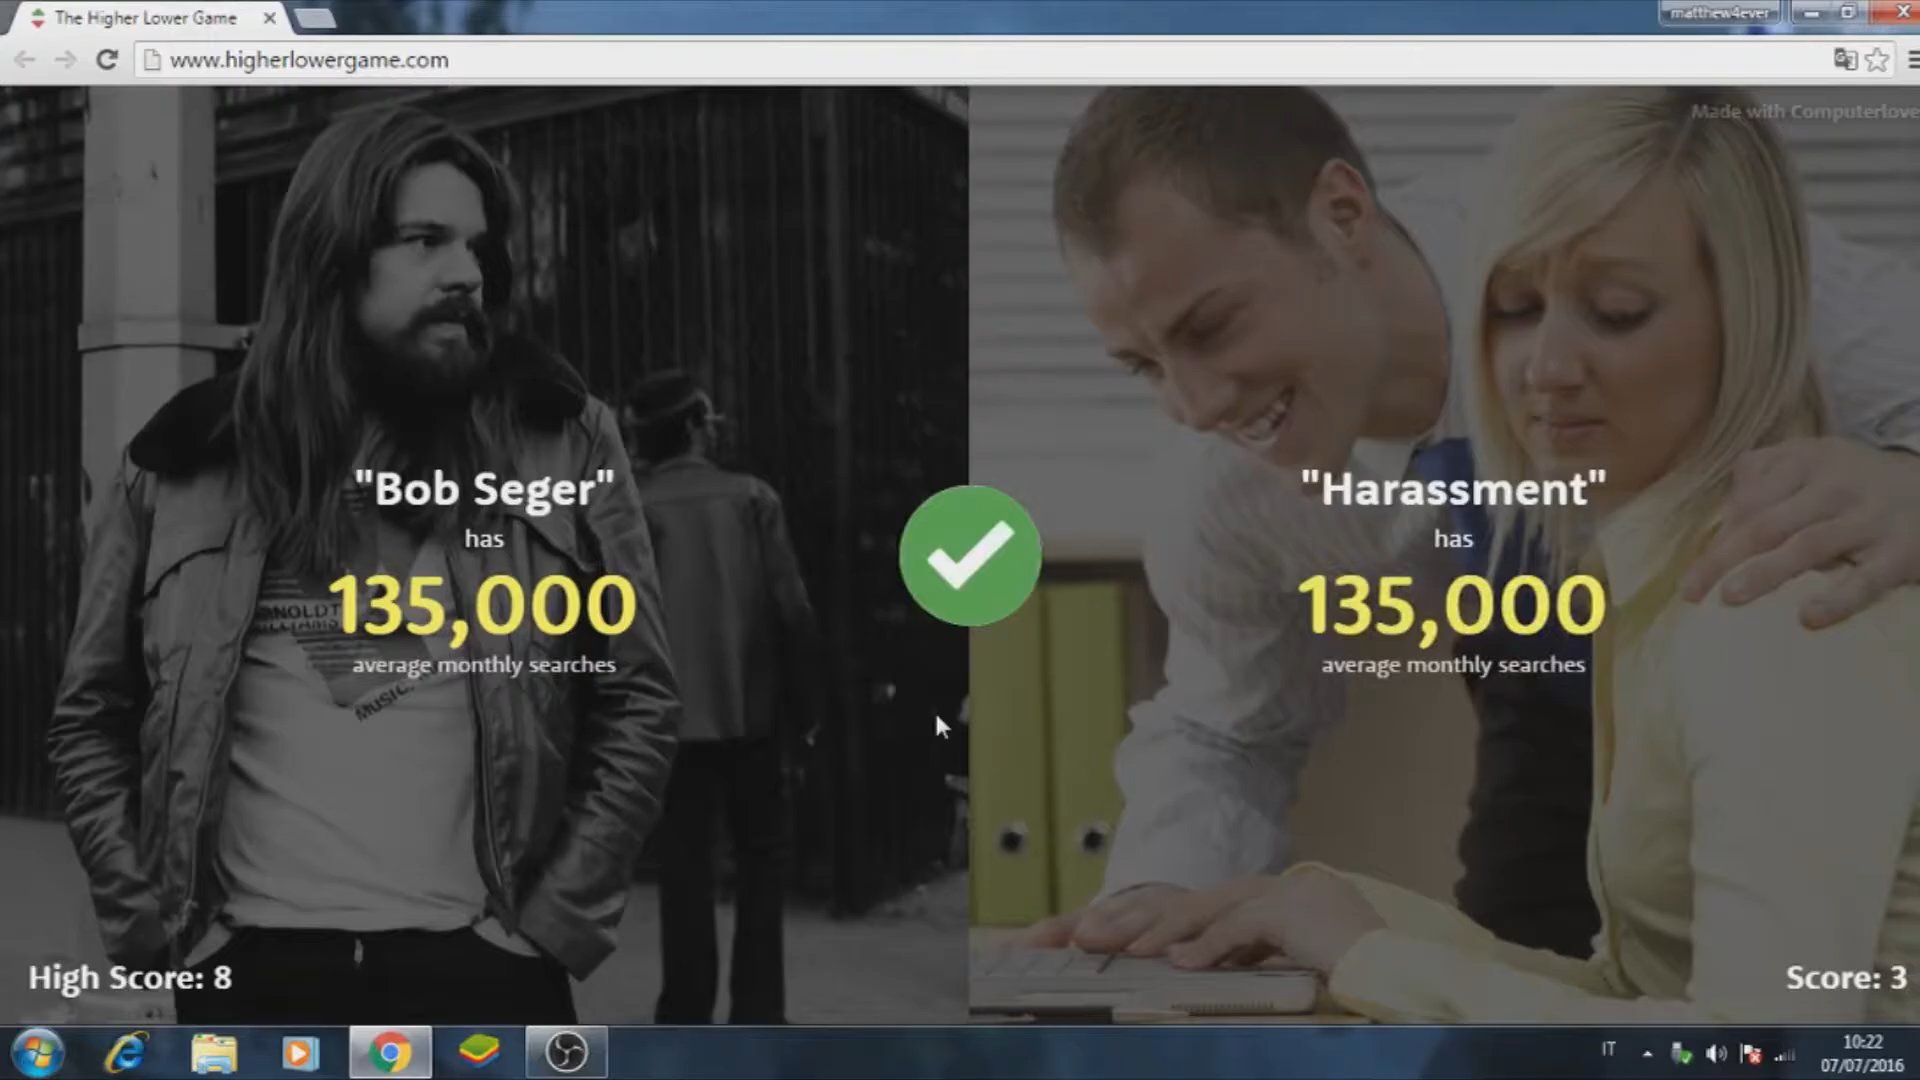 The Higher Lower Game
matthew4ever
www.higherlowergame.com
Made with Computerlove
"Bob Seger"
has
135,000
average monthly searches
"Harassment"
has
135,000
average monthly searches
MUSIC
High Score: 8
Score: 3
IT
10:22
07/07/2016